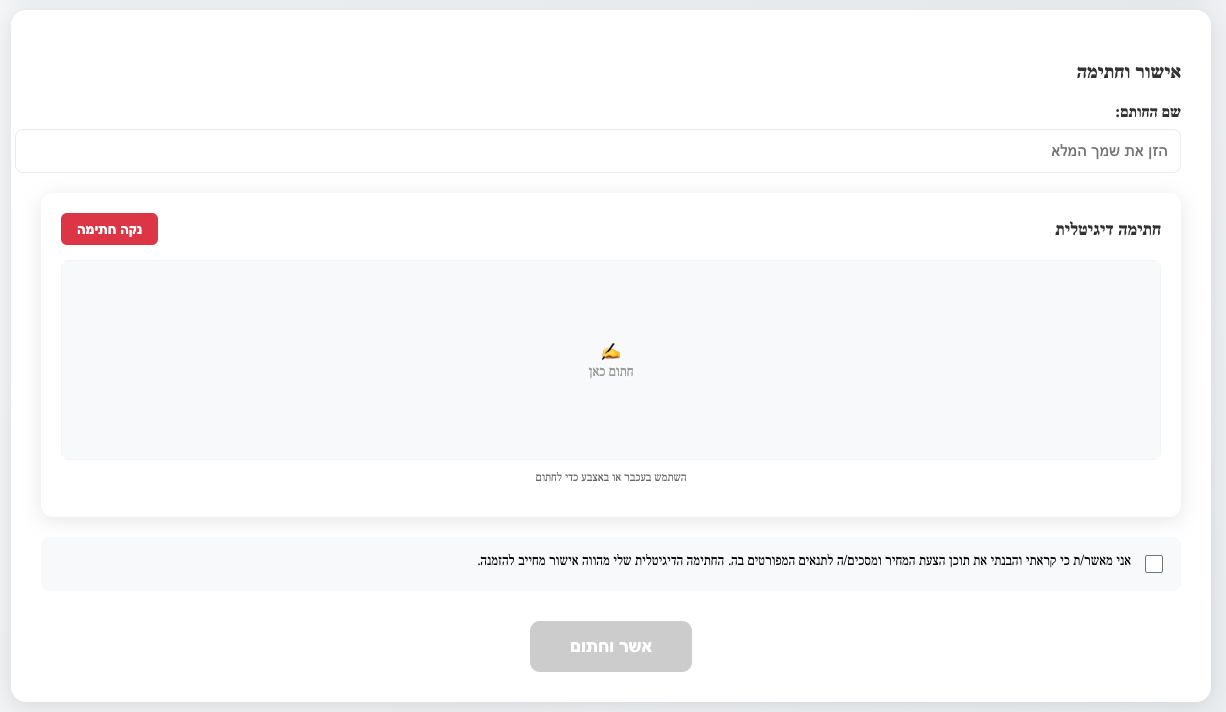 אישור וחתימה
שם החותם:
הזן את שמך המלא
חתימה דיגיטלית
נקה חתימה
חתום כאן
השתמש בעכבר או באצבע כדי לחתום
אני מאשר/ת כי קראתי והבנתי את תוכן הצעת המחיר ומסכים/ה לתנאים המפורטים בה. החתימה הדיגיטלית שלי מהווה אישור מחייב להזמנה.
אשר וחתום